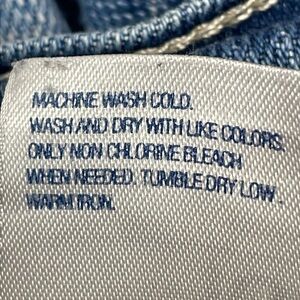 MACHINE WASH COLD.
WASH AND DRY WITH LIKE COLORS.
ONLY NON CHLORINE BLEACH
WHEN NEEDED. TUMBLE DRY LOW.
WARM IRON.